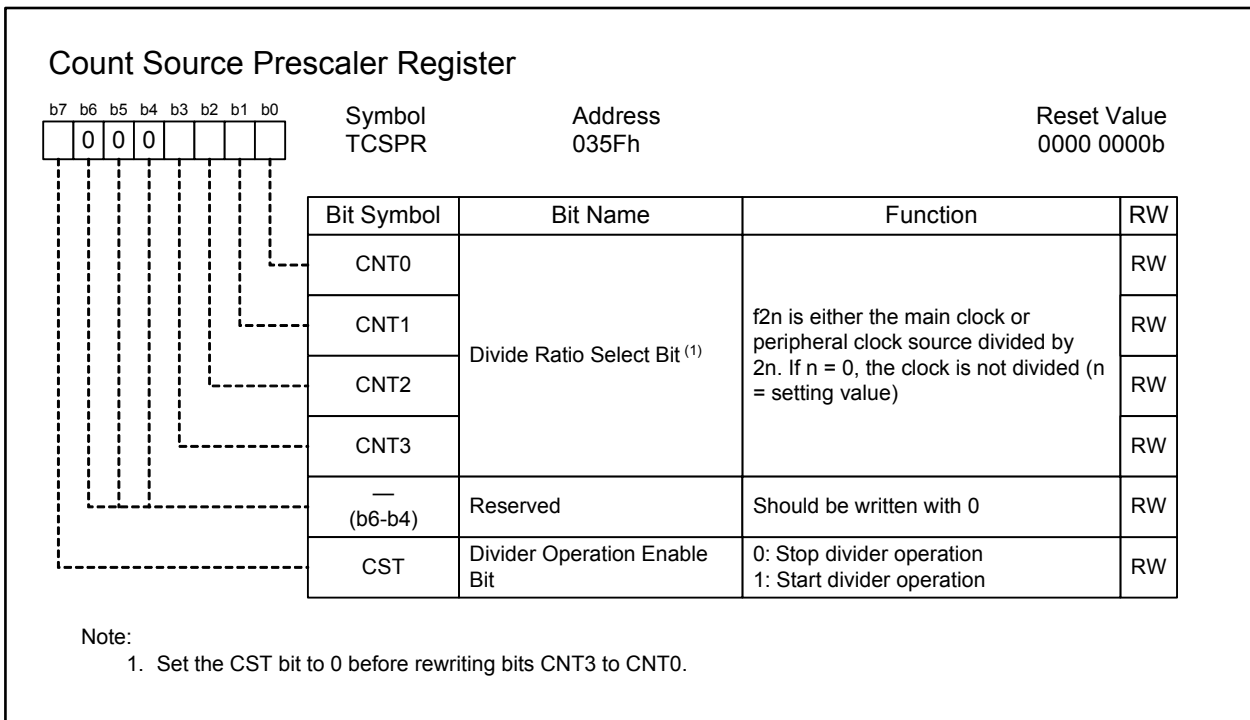 Count Source Prescaler Register
b7 b6 b5 b4 b3 b2 b1 b0
0 0 0
Symbol Address Reset Value
TCSPR 035Fh 0000 0000b
Bit Symbol Bit Name Function RW
CNT0 RW
CNT1 RW
CNT2 RW
CNT3 RW
Divide Ratio Select Bit (1)
f2n is either the main clock or
peripheral clock source divided by
2n. If n = 0, the clock is not divided (n
= setting value)
—
(b6-b4) Reserved Should be written with 0 RW
CST Divider Operation Enable
Bit
0: Stop divider operation
1: Start divider operation
RW
Note:
1. Set the CST bit to 0 before rewriting bits CNT3 to CNT0.